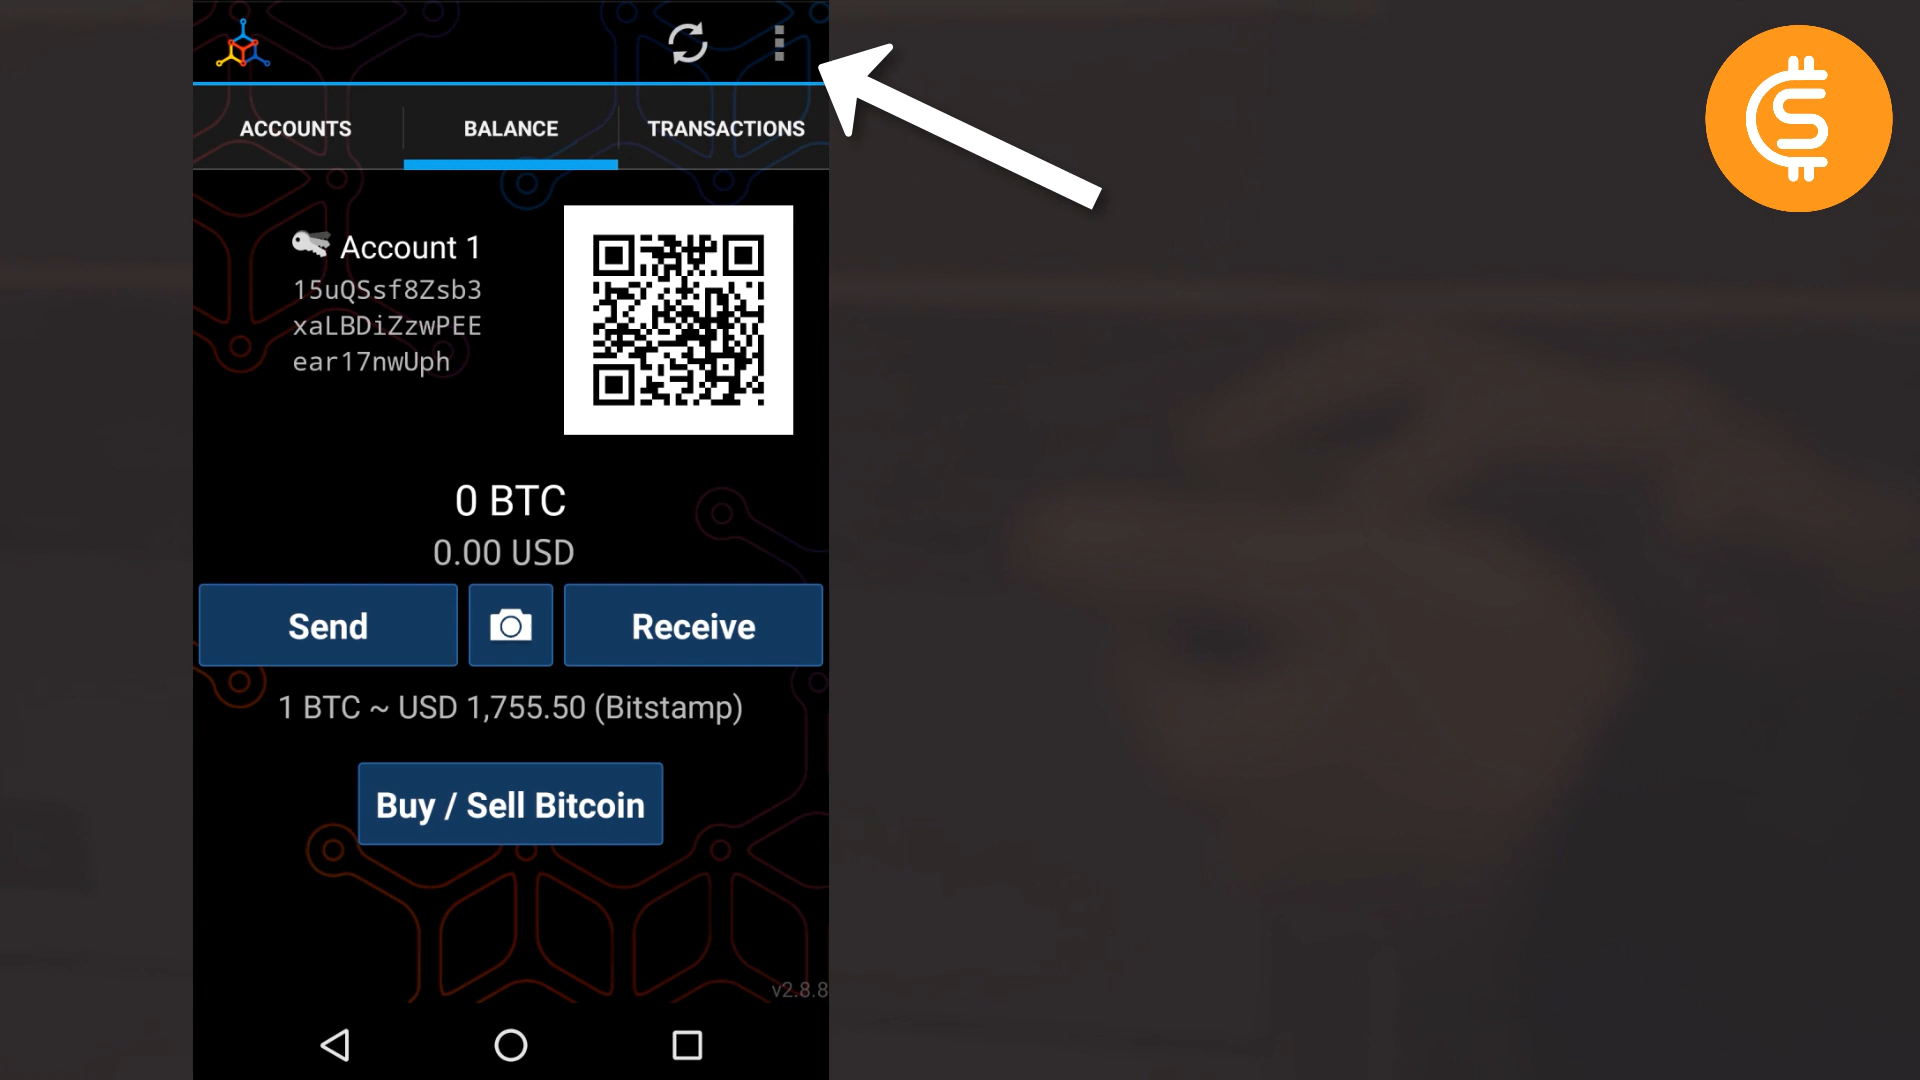 ACCOUNTS
BALANCE
TRANSACTIONS
Account 1
15uQSsf8Zsb3
xaLBDiZzwPEE
ear17nwUph
0 BTC
0.00 USD
Send
Receive
1 BTC ~ USD 1,755.50 (Bitstamp)
Buy / Sell Bitcoin
v2.8.8